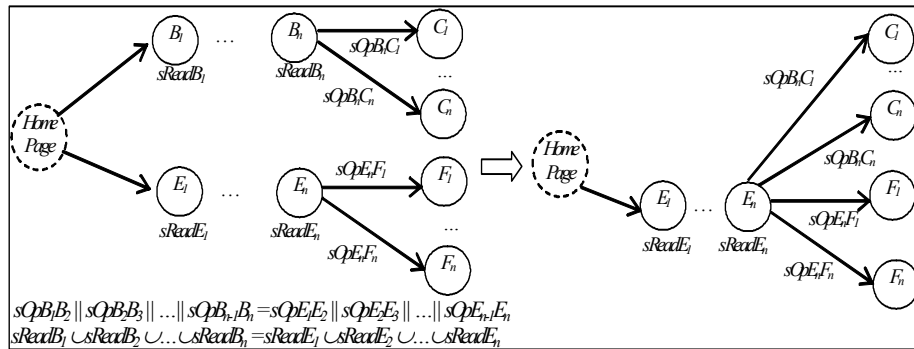 B₁ … Bₙ C₁
sReadB₁ sReadBₙ sOpBₙC₁
...
sOpBₙCₙ Cₙ
Home
Page
E₁ … Eₙ sOpEₙF₁ F₁
sReadE₁ sReadEₙ ...
sOpEₙFₙ Fₙ
C₁
sOpBₙC₁ ...
Cₙ
Home
Page
sOpBₙCₙ
E₁ … Eₙ F₁
sOpEₙF₁
sReadE₁ sReadEₙ
sOpEₙFₙ Fₙ
sOpB₁B₂ || sOpB₂B₃ || ...|| sOpBₙ₋₁Bₙ = sOpE₁E₂ || sOpE₂E₃ || ...|| sOpEₙ₋₁Eₙ
sReadB₁ ∪ sReadB₂ ∪ ... ∪ sReadBₙ = sReadE₁ ∪ sReadE₂ ∪ ... ∪ sReadEₙ